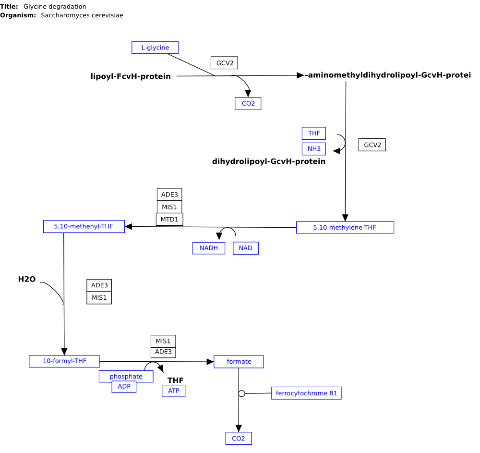 Title: Glycine degradation
Organism: Saccharomyces cerevisiae
L-glycine
GCV2
lipoyl-FcvH-protein
-aminomethyldihydrolipoyl-GcvH-protei
CO2
THF
NH3
GCV2
dihydrolipoyl-GcvH-protein
ADE3
MIS1
MTD1
5,10-methenyl-THF
5,10-methylene-THF
NADH
NAD
H2O
ADE3
MIS1
MIS1
ADE3
10-formyl-THF
formate
phosphate
THF
ADP
ATP
ferrocytochrome B1
CO2